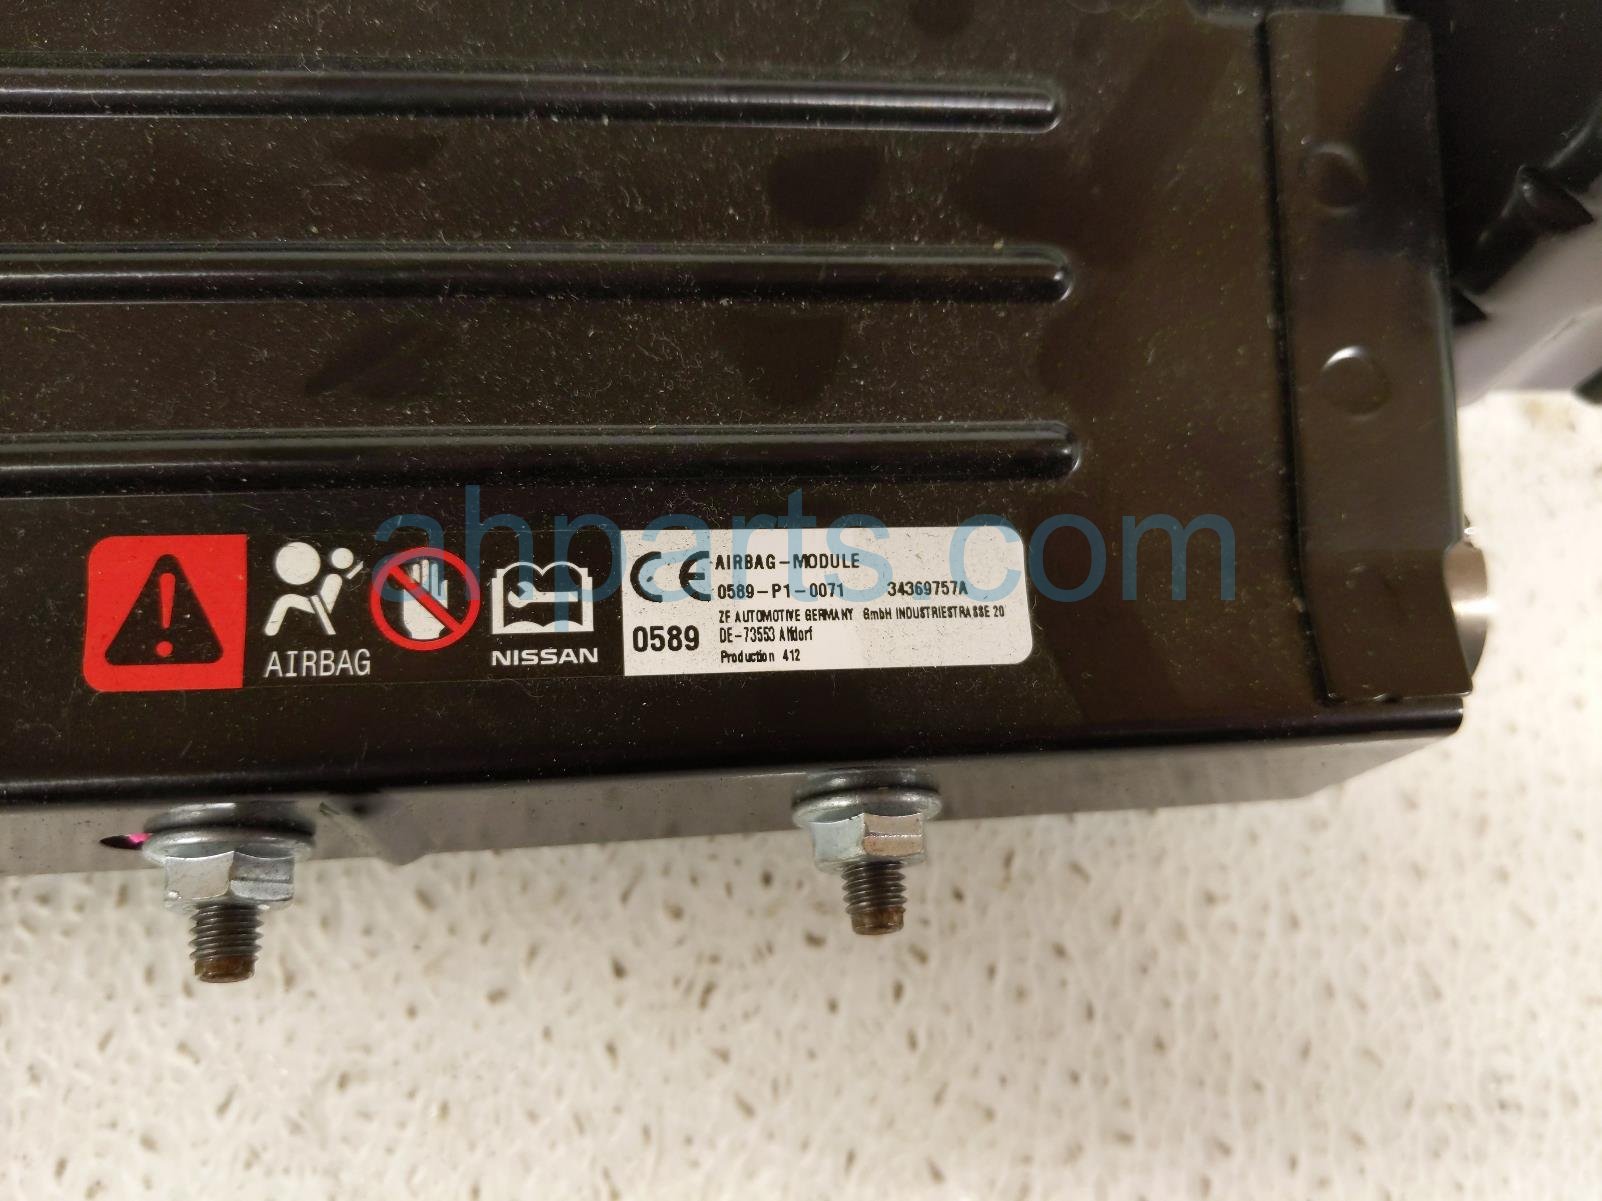 ahparts.com
AIRBAG
NISSAN
CE
0589
AIRBAG-MODULE
0589-P1-0071 34369757A
ZF AUTOMOTIVE GERMANY GmbH INDUSTRIESTRASSE 20
DE-73553 Alfdorf
Production 412